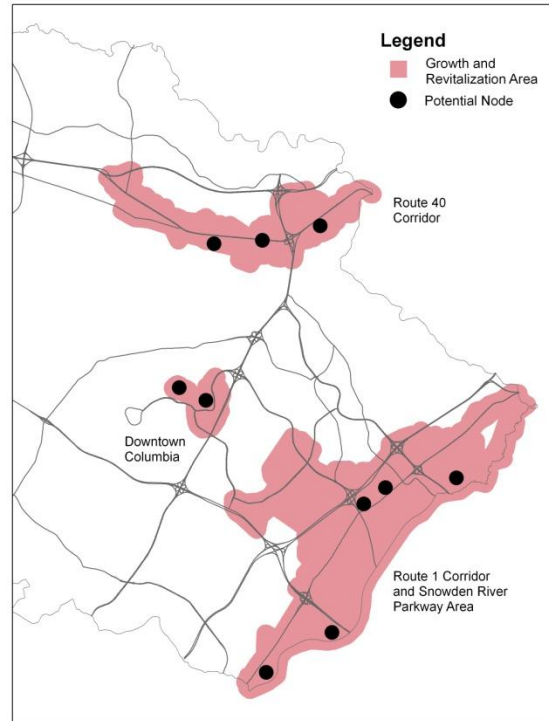 Legend
Growth and
Revitalization Area
Potential Node
Route 40
Corridor
Downtown
Columbia
Route 1 Corridor
and Snowden River
Parkway Area